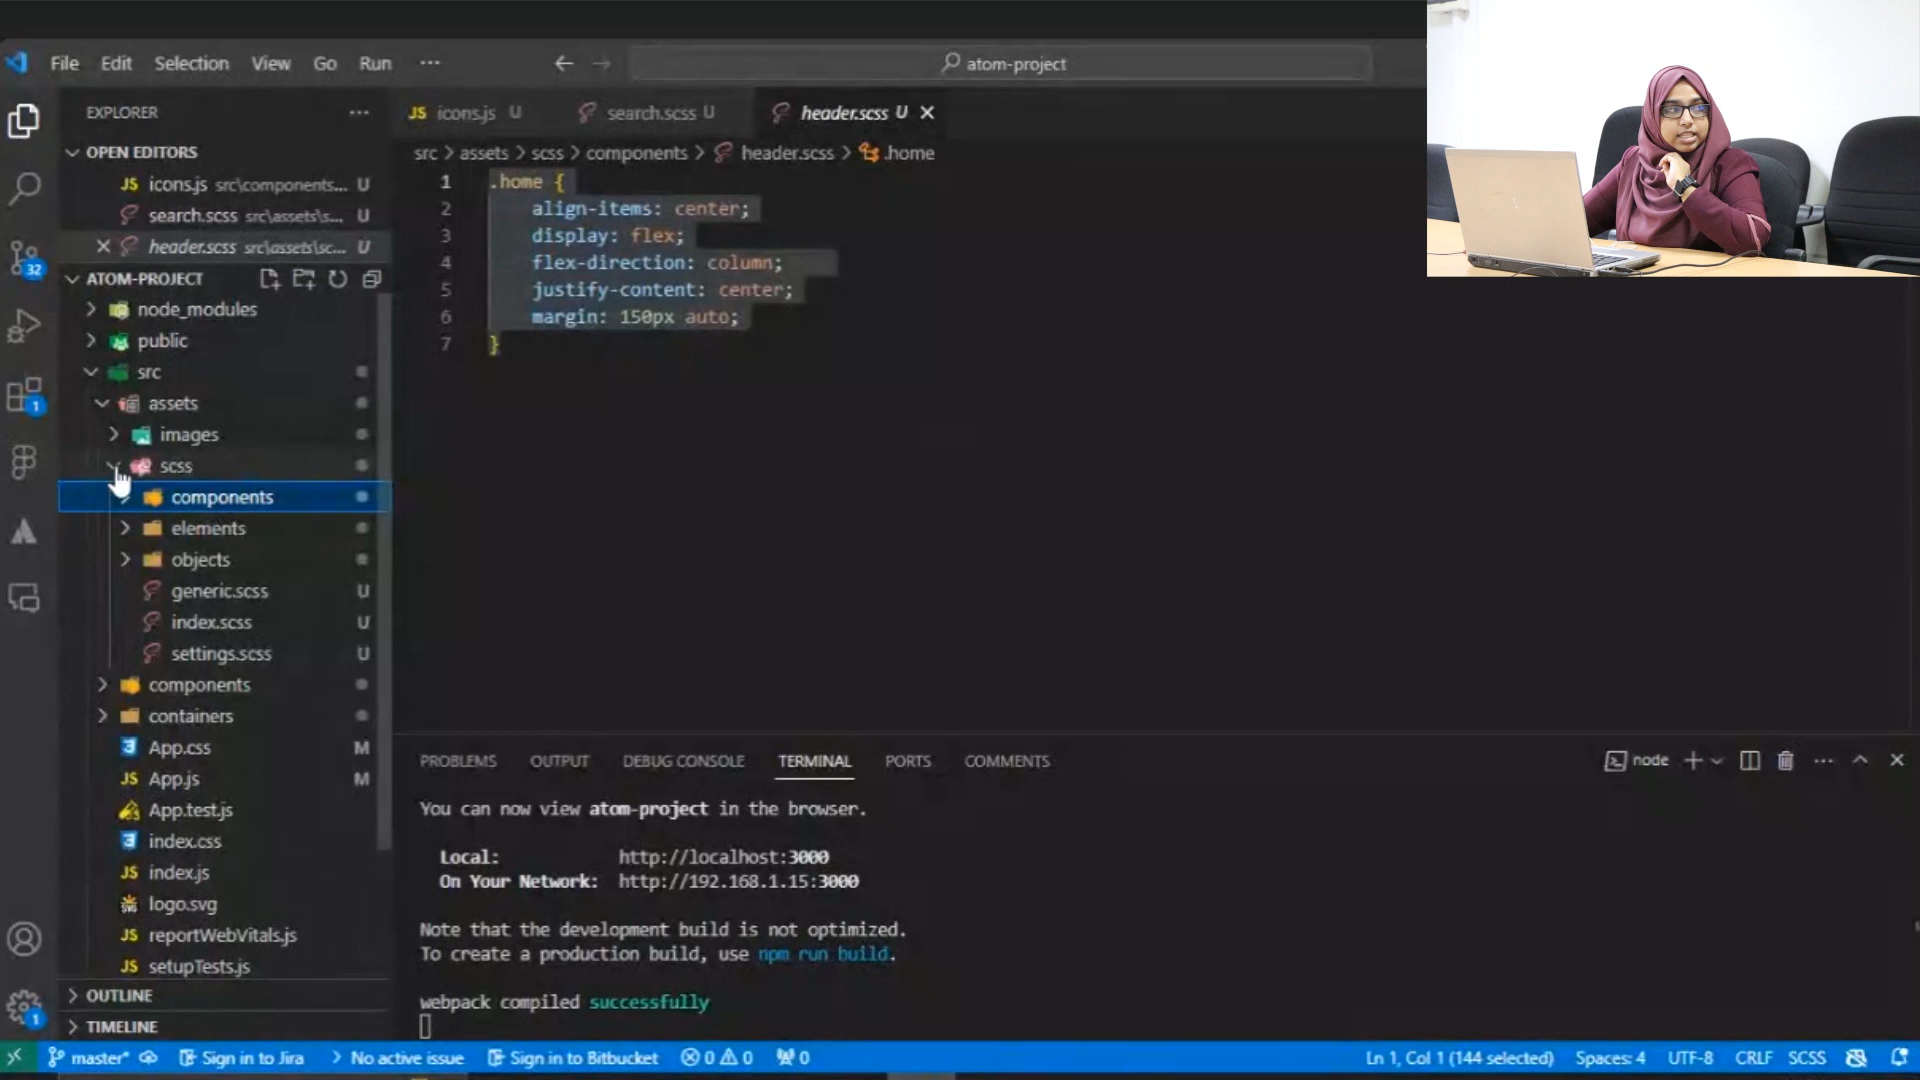 File Edit Selection View Go Run ···
atom-project
EXPLORER ···
JS icons.js U search.scss U header.scss U
OPEN EDITORS
src > assets > scss > components > header.scss > .home
JS icons.js src\components... U
search.scss src\assets\s... U
header.scss src\assets\sc... U
1 .home {
2 align-items: center;
3 display: flex;
4 flex-direction: column;
5 justify-content: center;
6 margin: 150px auto;
7 }
32
1
ATOM-PROJECT
node_modules
public
src
assets
images
scss
components
elements
objects
generic.scss U
index.scss U
settings.scss U
components
containers
App.css M
JS App.js M
App.test.js
index.css
JS index.js
logo.svg
JS reportWebVitals.js
JS setupTests.js
OUTLINE
TIMELINE
1
PROBLEMS OUTPUT DEBUG CONSOLE TERMINAL PORTS COMMENTS
node
You can now view atom-project in the browser.
Local: http://localhost:3000
On Your Network: http://192.168.1.15:3000
Note that the development build is not optimized.
To create a production build, use npm run build.
webpack compiled successfully
master* Sign in to Jira > No active issue Sign in to Bitbucket 0 0 0 Ln 1, Col 1 (144 selected) Spaces: 4 UTF-8 CRLF SCSS